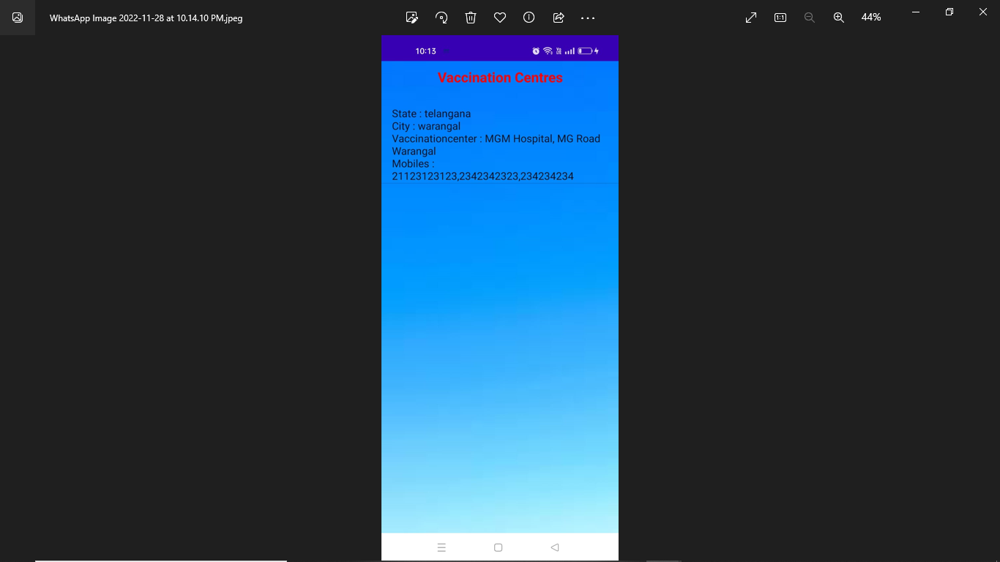 WhatsApp Image 2022-11-28 at 10.14.10 PM.jpeg
44%
10:13
Vaccination Centres
State : telangana
City : warangal
Vaccinationcenter : MGM Hospital, MG Road
Warangal
Mobiles :
21123123123,2342342323,234234234